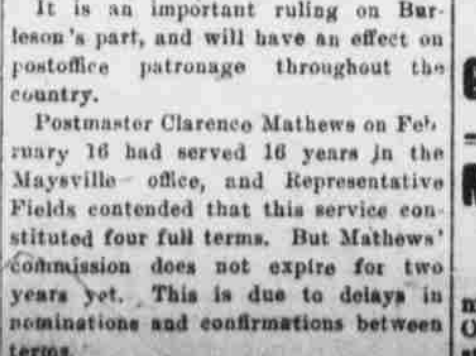 It is an important ruling on Bur-
leson's part, and will have an effect on
postoffice patronage throughout the
country.
Postmaster Clarence Mathews on Feb-
ruary 16 had served 16 years in the
Maysville office, and Representative
Fields contended that this service con-
stituted four full terms. But Mathews'
commission does not expire for two
years yet. This is due to delays in
nominations and confirmations between
terms.